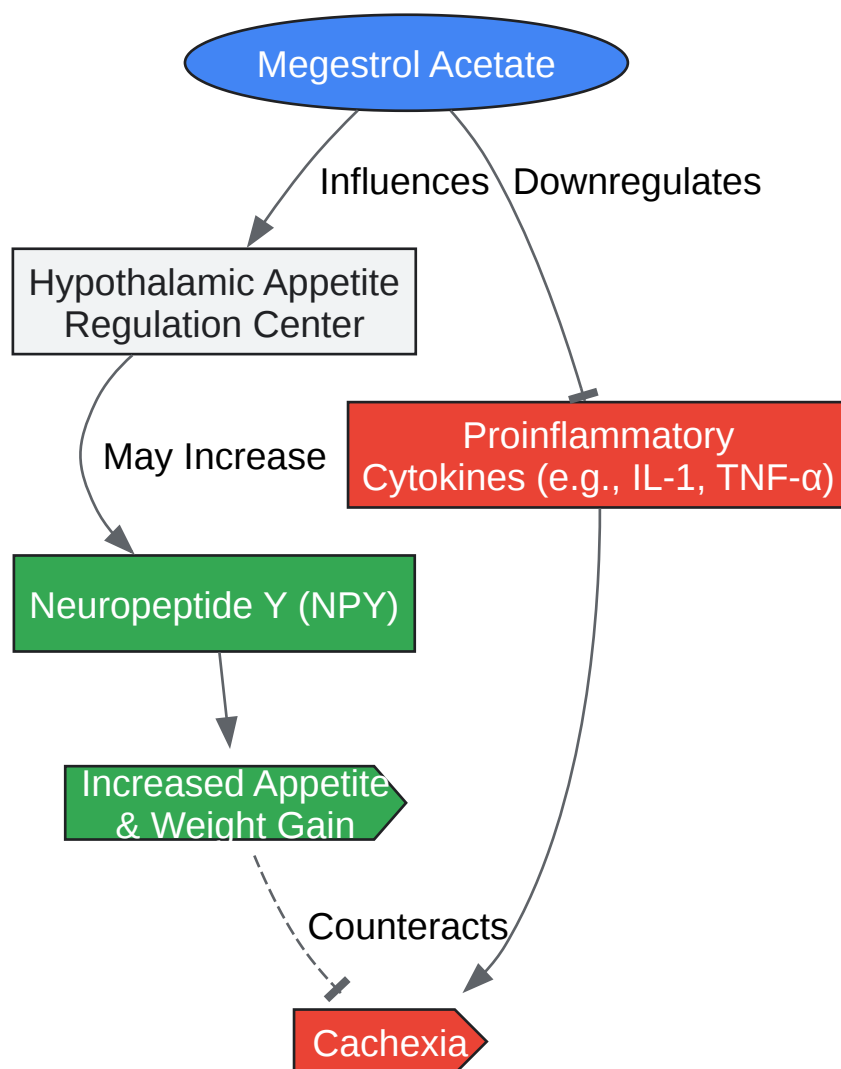 Megestrol Acetate
Influences
Downregulates
Hypothalamic Appetite
Regulation Center
Proinflammatory
Cytokines (e.g., IL-1, TNF-α)
May Increase
Neuropeptide Y (NPY)
Increased Appetite
& Weight Gain
Counteracts
Cachexia